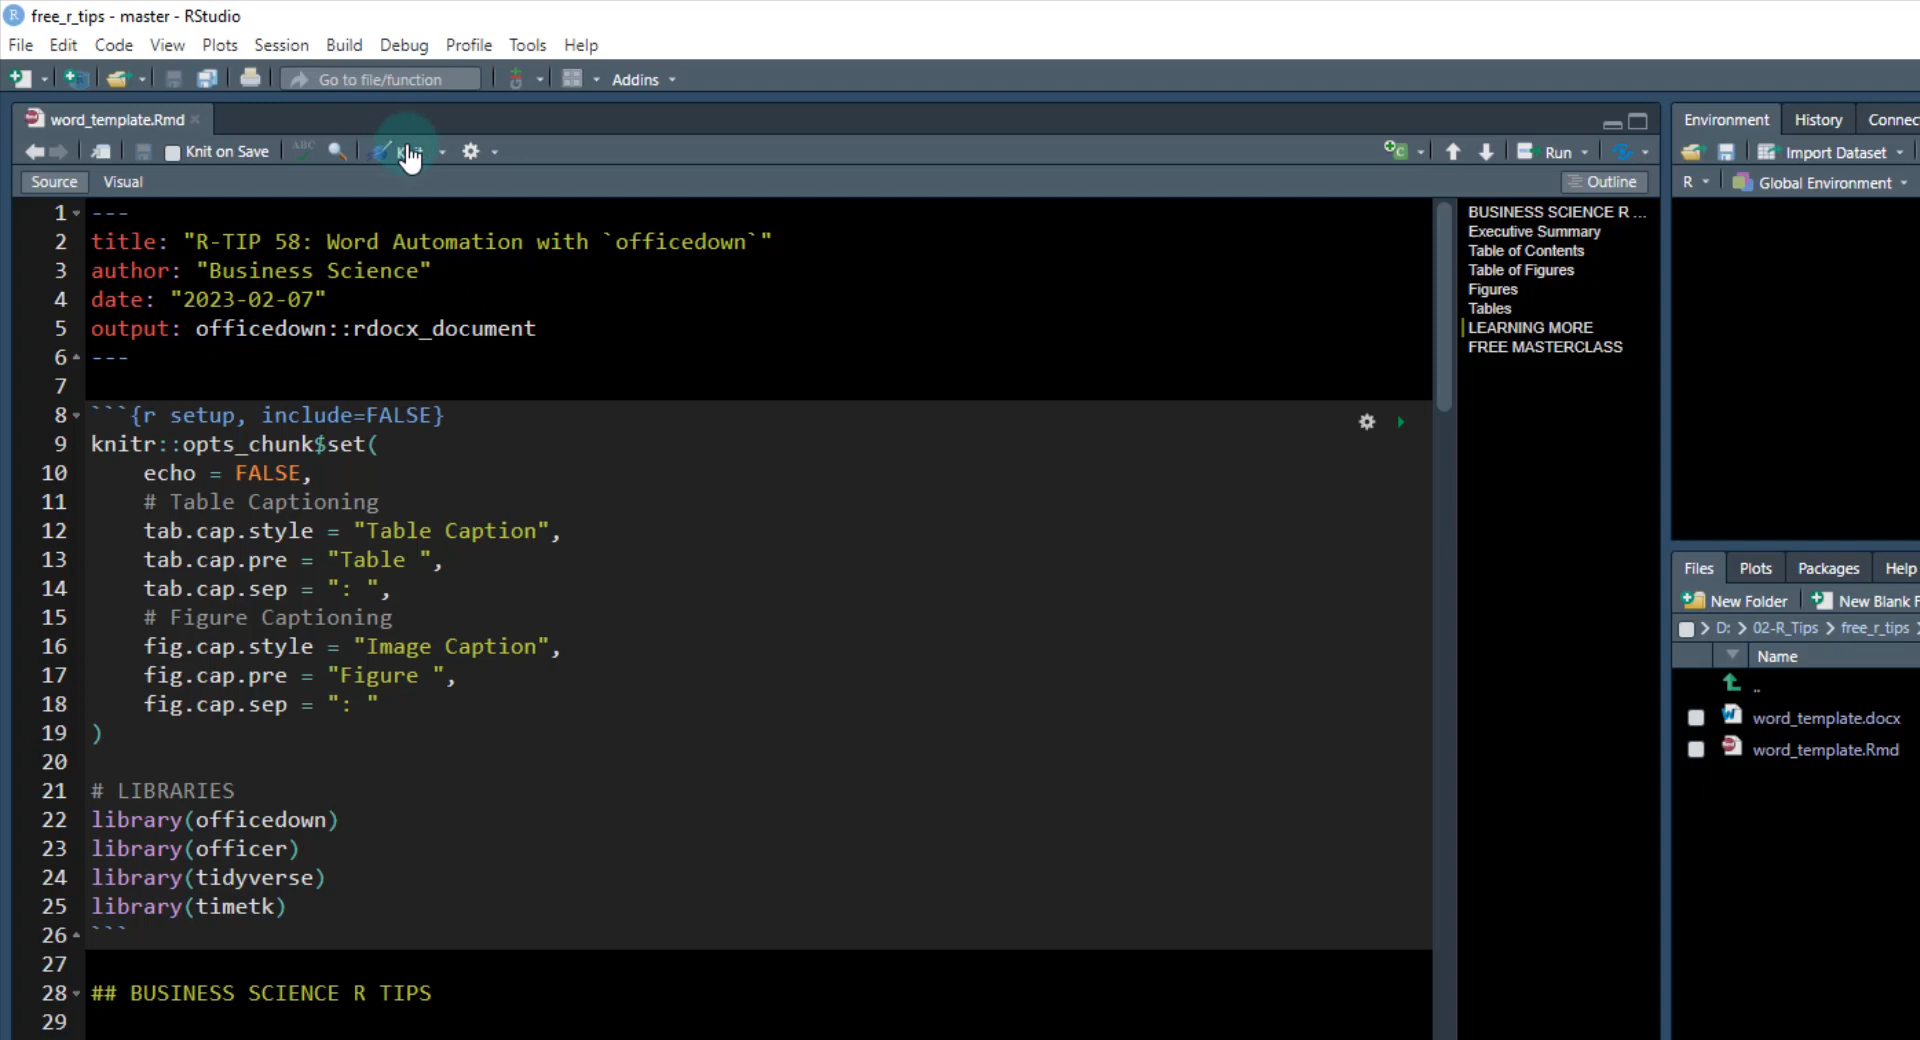 free_r_tips - master - RStudio
File Edit Code View Plots Session Build Debug Profile Tools Help
Go to file/function
Addins
word_template.Rmd
Knit on Save
ABC
Run
Source Visual
Outline
1 ---
2 title: "R-TIP 58: Word Automation with `officedown`"
3 author: "Business Science"
4 date: "2023-02-07"
5 output: officedown::rdocx_document
6 ---
7
8 ```{r setup, include=FALSE}
9 knitr::opts_chunk$set(
10 echo = FALSE,
11 # Table Captioning
12 tab.cap.style = "Table Caption",
13 tab.cap.pre = "Table ",
14 tab.cap.sep = ": ",
15 # Figure Captioning
16 fig.cap.style = "Image Caption",
17 fig.cap.pre = "Figure ",
18 fig.cap.sep = ": "
19 )
20
21 # LIBRARIES
22 library(officedown)
23 library(officer)
24 library(tidyverse)
25 library(timetk)
26 ```
27
28 ## BUSINESS SCIENCE R TIPS
29
BUSINESS SCIENCE R ...
Executive Summary
Table of Contents
Table of Figures
Figures
Tables
LEARNING MORE
FREE MASTERCLASS
Environment History Connec
Import Dataset
R Global Environment
Files Plots Packages Help
New Folder New Blank F
D: > 02-R_Tips > free_r_tips >
Name
..
word_template.docx
word_template.Rmd